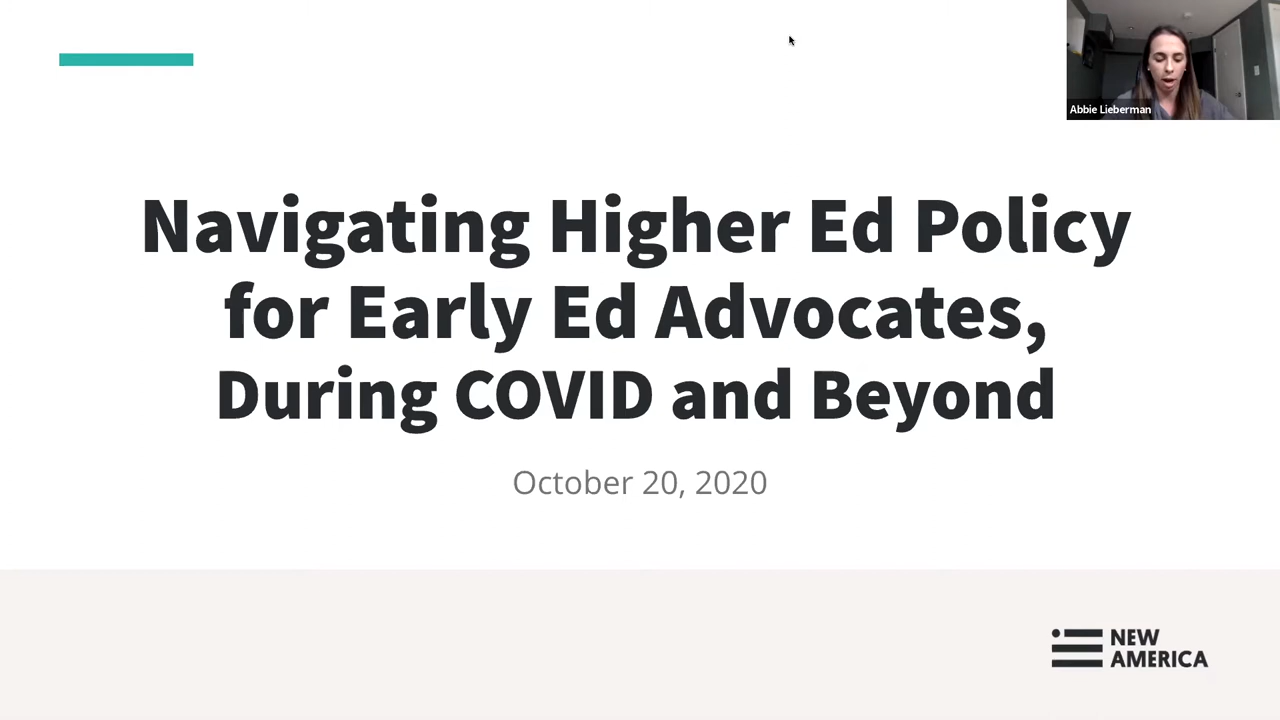 Abbie Lieberman
Navigating Higher Ed Policy
for Early Ed Advocates,
During COVID and Beyond
October 20, 2020
NEW
AMERICA